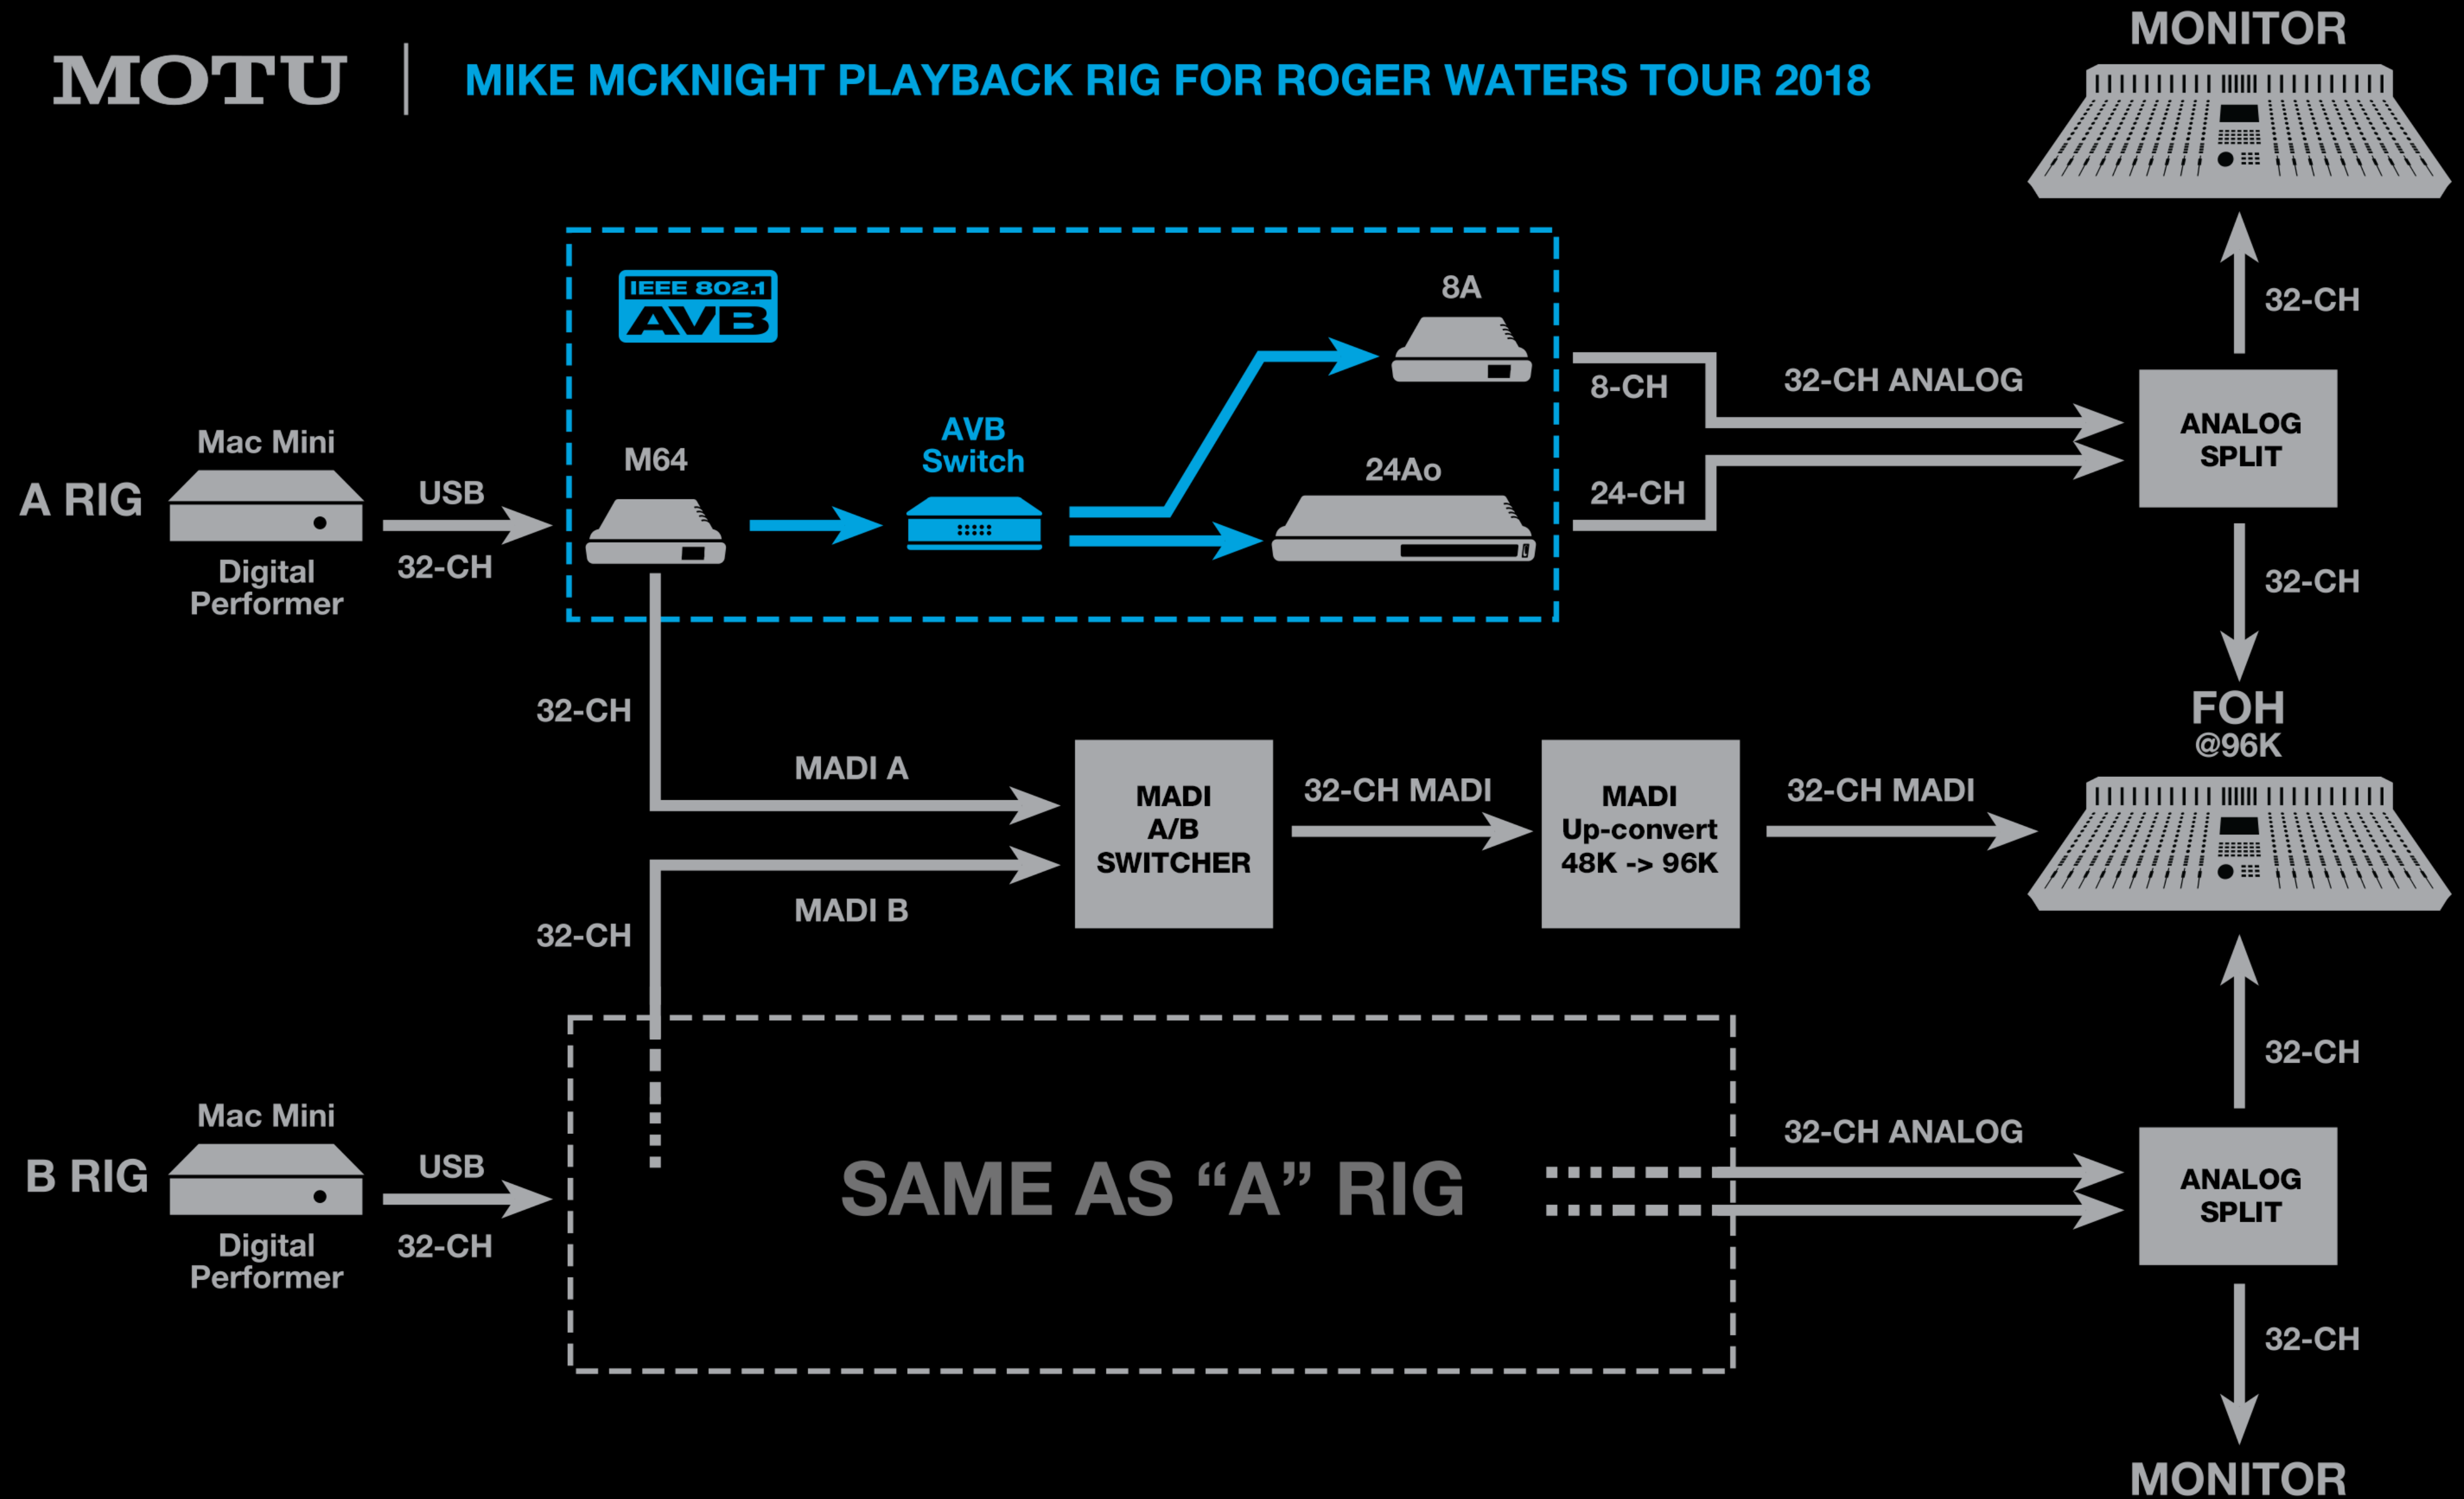 MOTU
MIKE MCKNIGHT PLAYBACK RIG FOR ROGER WATERS TOUR 2018
MONITOR
32-CH
IEEE 802.1
AVB
8A
8-CH
32-CH ANALOG
ANALOG
SPLIT
A RIG
Mac Mini
Digital
Performer
USB
32-CH
M64
AVB
Switch
24Ao
24-CH
32-CH
FOH
@96K
32-CH
MADI A
MADI
A/B
SWITCHER
32-CH MADI
MADI
Up-convert
48K -> 96K
32-CH MADI
MADI B
32-CH
32-CH
B RIG
Mac Mini
Digital
Performer
USB
32-CH
SAME AS “A” RIG
32-CH ANALOG
ANALOG
SPLIT
32-CH
MONITOR